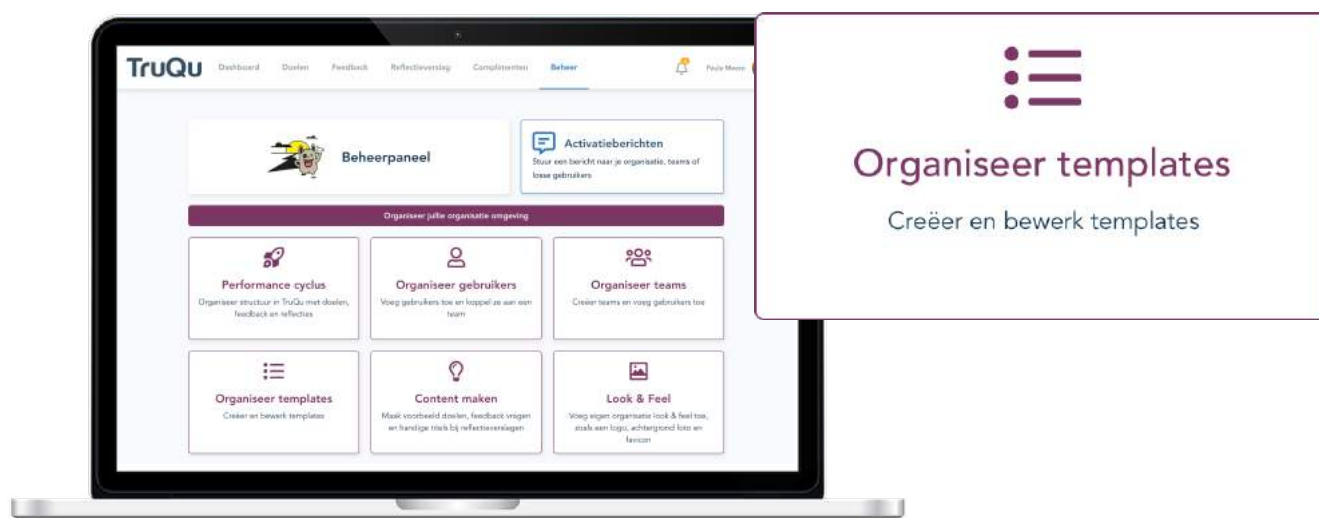 TruQu Dashboard Doelen Feedback Reflectieverslag Complimenten Beheer Paula Meese
Beheerpaneel
Activatieberichten
Stuur een bericht naar je organisatie, teams of
losse gebruikers
Organiseer jullie organisatie omgeving
Performance cyclus
Organiseer structuur in TruQu met doelen,
feedback en reflecties
Organiseer gebruikers
Voeg gebruikers toe en koppel ze aan een
team
Organiseer teams
Creëer teams en voeg gebruikers toe
Organiseer templates
Creëer en bewerk templates
Content maken
Maak voorbeeld doelen, feedback vragen
en handige titels bij reflectieverslagen
Look & Feel
Voeg eigen organisatie look & feel toe,
zoals een logo, achtergrond foto en
favicon
Organiseer templates
Creëer en bewerk templates